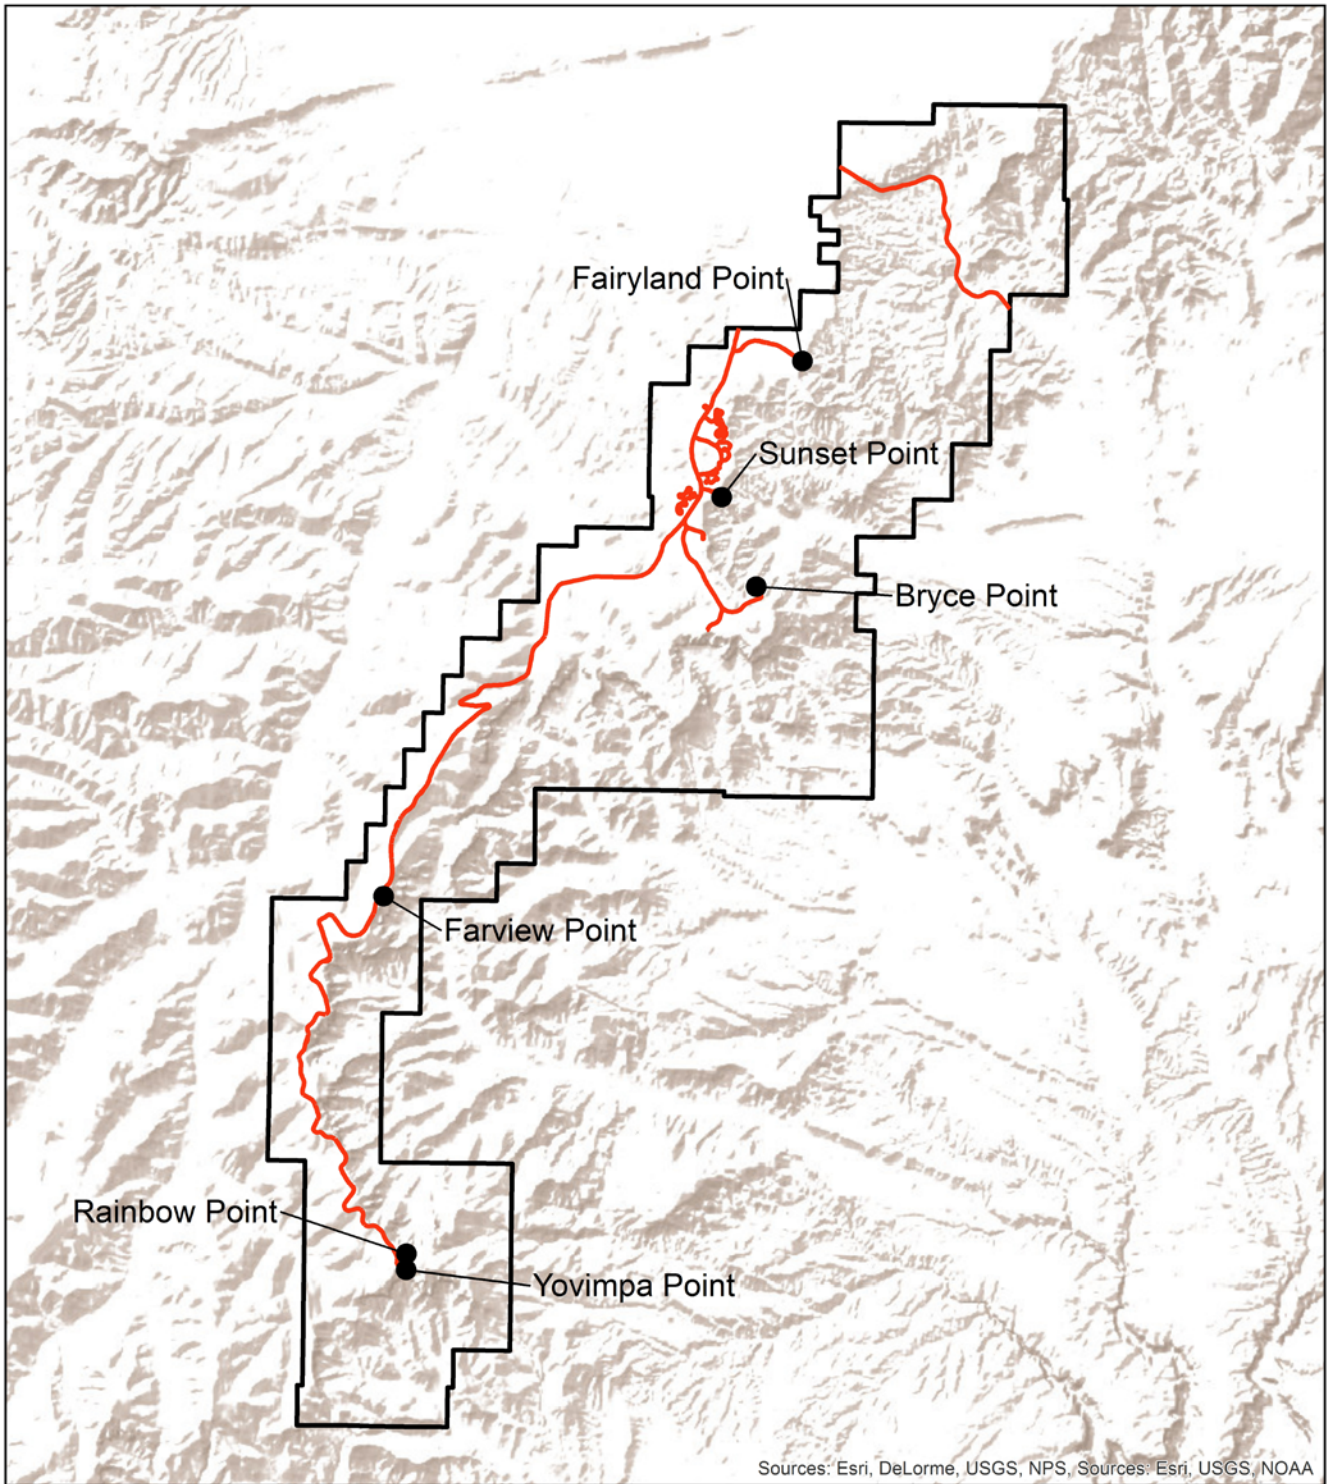 Fairyland Point
Sunset Point
Bryce Point
Farview Point
Rainbow Point
Yovimpa Point
Sources: Esri, DeLorme, USGS, NPS, Sources: Esri, USGS, NOAA